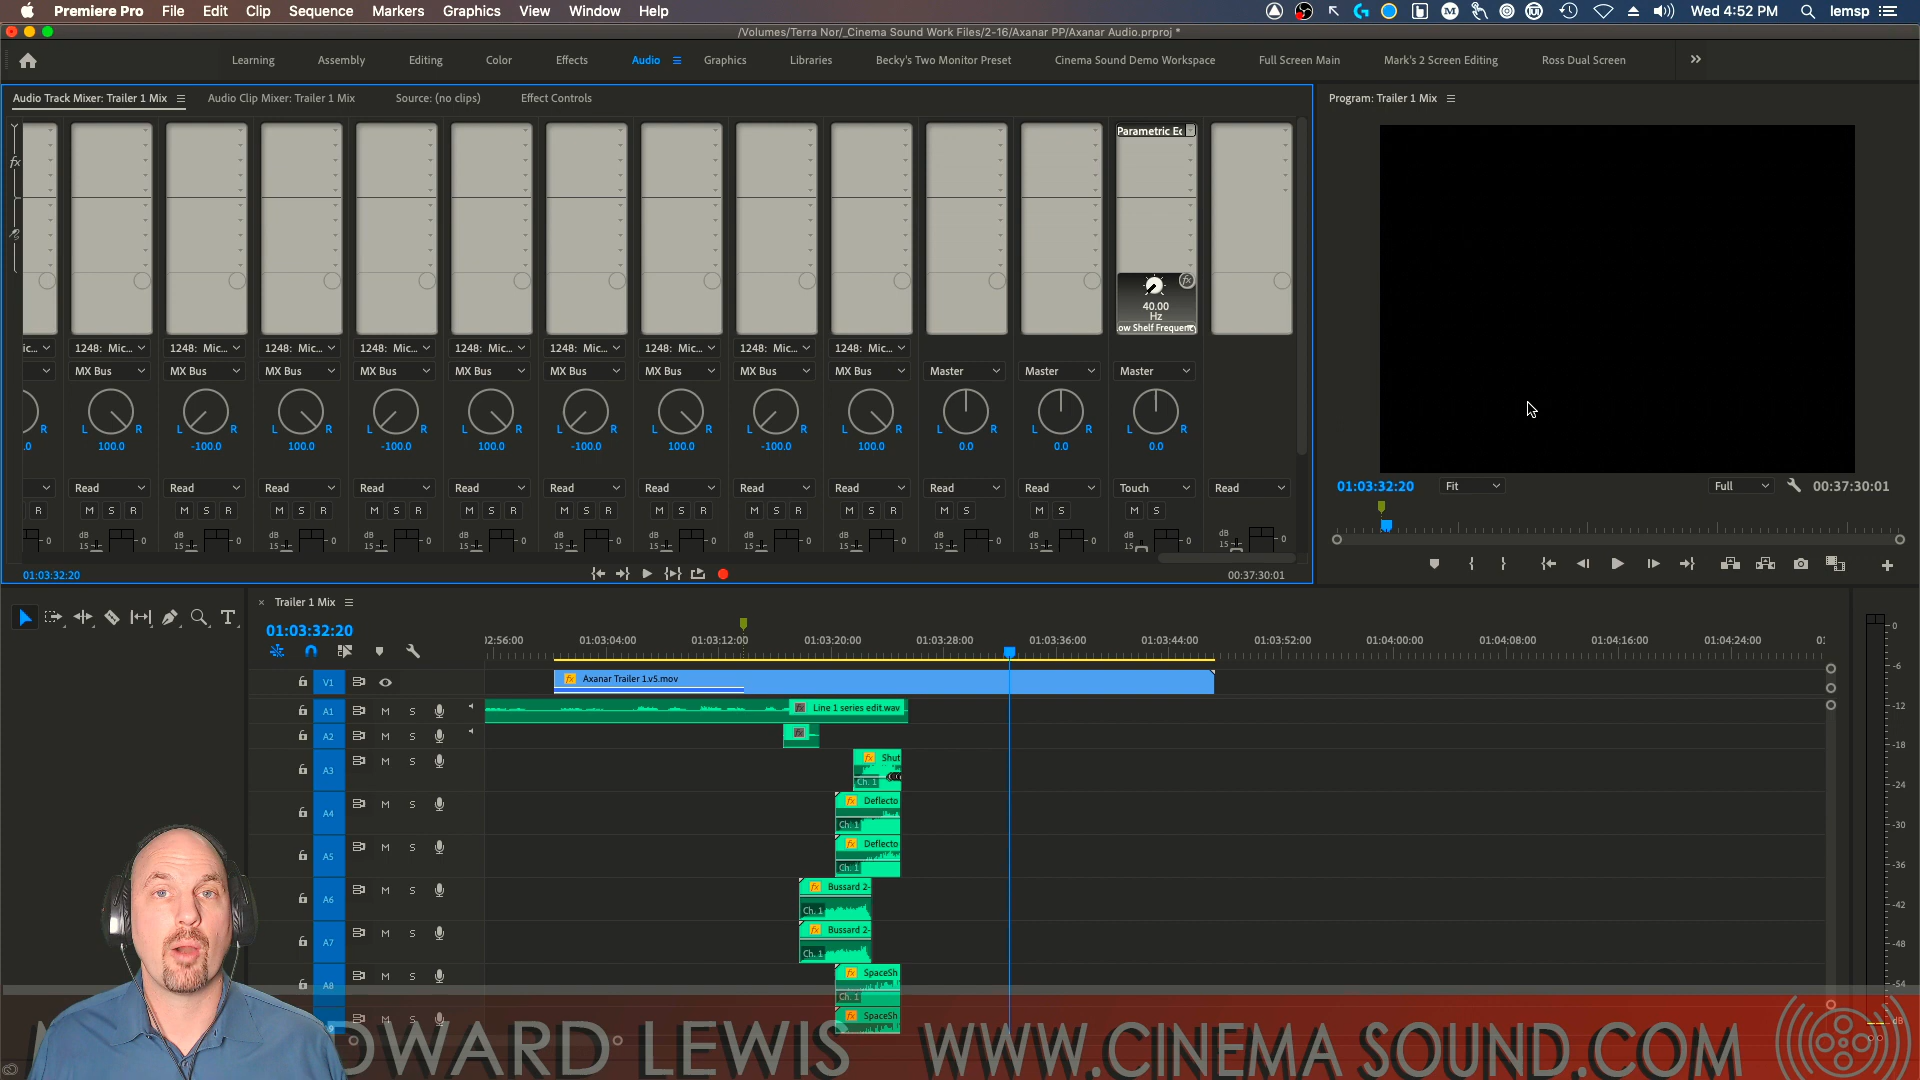 Premiere Pro File Edit Clip Sequence Markers Graphics View Window Help Wed 4:52 PM lemsp
/Volumes/Terra Nor/_Cinema Sound Work Files/2-16/Axanar PP/Axanar Audio.prproj *
Learning Assembly Editing Color Effects Audio Graphics Libraries Becky's Two Monitor Preset Cinema Sound Demo Workspace Full Screen Main Mark's 2 Screen Editing Ross Dual Screen
Audio Track Mixer: Trailer 1 Mix Audio Clip Mixer: Trailer 1 Mix Source: (no clips) Effect Controls Program: Trailer 1 Mix
Parametric Ec
fx
40.00
Hz
ow Shelf Frequency
ic... 1248: Mic... 1248: Mic... 1248: Mic... 1248: Mic... 1248: Mic... 1248: Mic... 1248: Mic... 1248: Mic... 1248: Mic...
MX Bus MX Bus MX Bus MX Bus MX Bus MX Bus MX Bus MX Bus MX Bus Master Master Master
R L R L R L R L R L R L R L R L R L R L R L R L R
.0 100.0 -100.0 100.0 -100.0 100.0 -100.0 100.0 -100.0 100.0 0.0 0.0 0.0
Read Read Read Read Read Read Read Read Read Read Read Touch Read
01:03:32:20 Fit Full 00:37:30:01
R M S R M S R M S R M S R M S R M S R M S R M S R M S R M S M S M S
dB dB dB dB dB dB dB dB dB dB dB dB dB
0 15 0 15 0 15 0 15 0 15 0 15 0 15 0 15 0 15 0 15 0 15 0 15 0 15 0
01:03:32:20 00:37:30:01
Trailer 1 Mix
01:03:32:20
02:56:00 01:03:04:00 01:03:12:00 01:03:20:00 01:03:28:00 01:03:36:00 01:03:44:00 01:03:52:00 01:04:00:00 01:04:08:00 01:04:16:00 01:04:24:00
V1 fx Axanar Trailer 1.v5.mov
A1 M S fx Line 1 series edit.wav
A2 M S fx
A3 M S fx Shut
Ch. 1
A4 M S fx Deflecto
Ch. 1
A5 M S fx Deflecto
Ch. 1
A6 M S fx Bussard 2-
Ch. 1
A7 M S fx Bussard 2-
Ch. 1
A8 M S fx SpaceSh
Ch. 1
M S fx SpaceSh
0
-6
-12
-18
-24
-30
-36
-42
-48
-54
dB
DWARD LEWIS WWW.CINEMA SOUND.COM